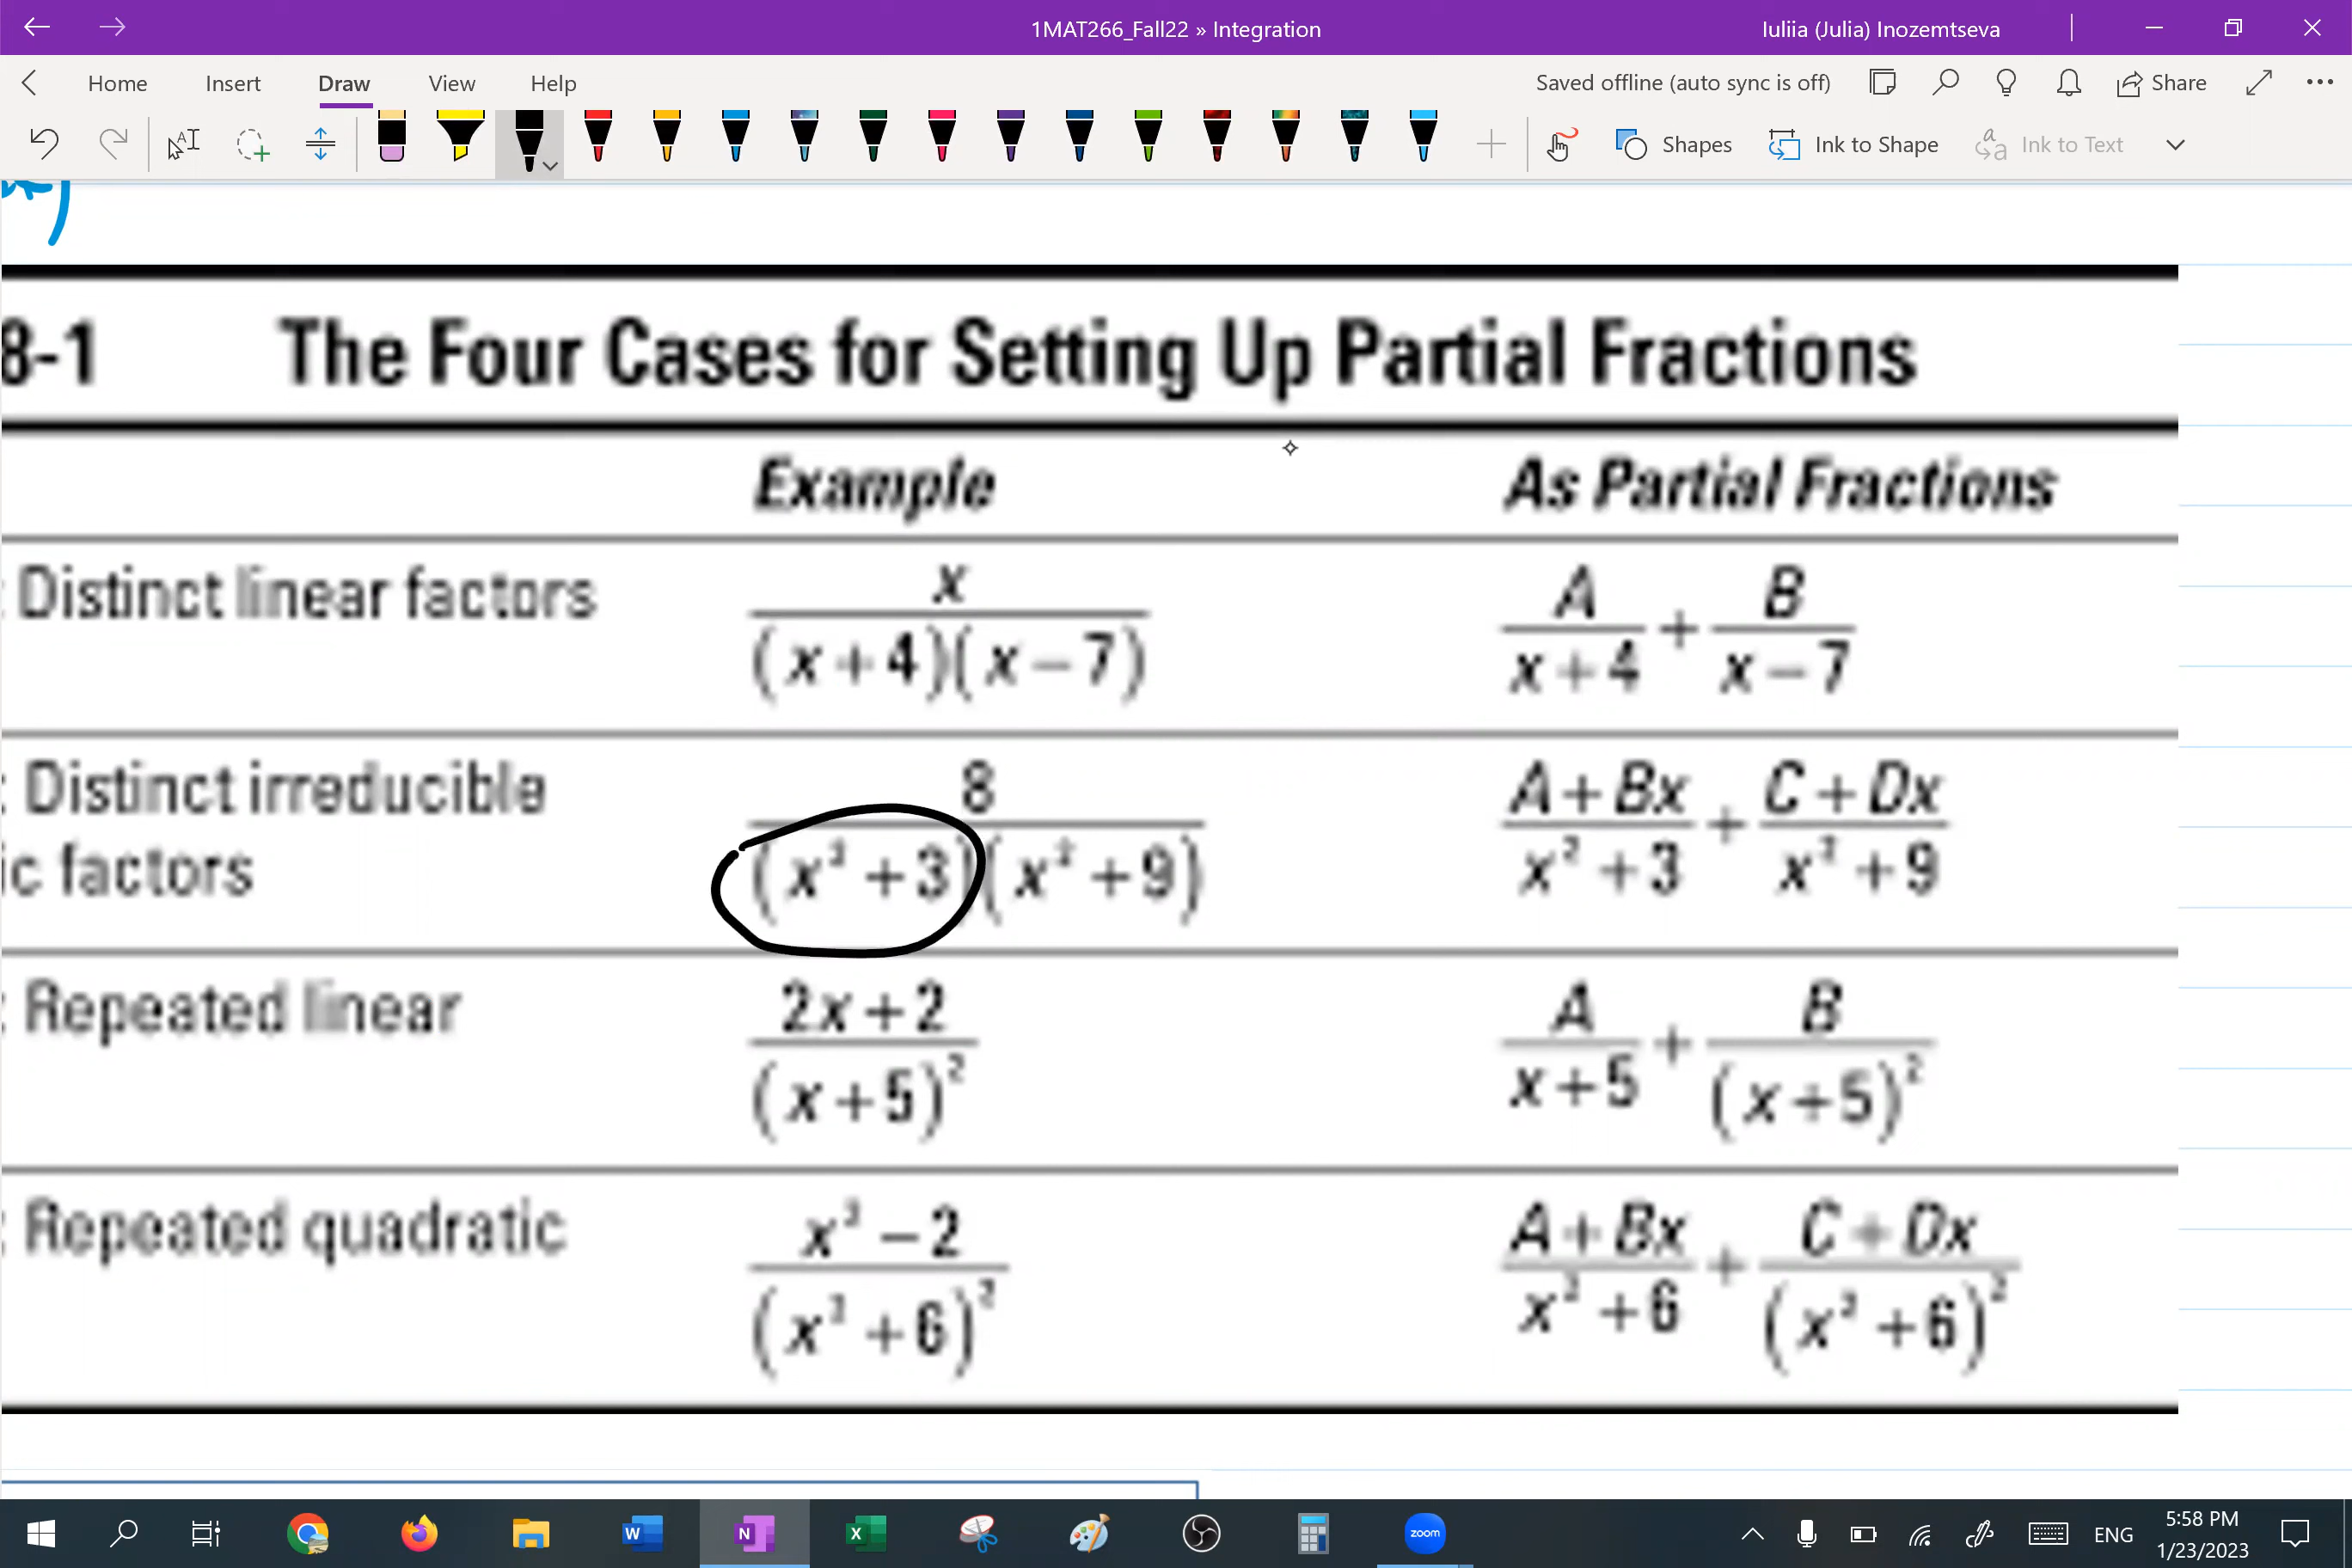 1MAT266_Fall22 » Integration
Iuliia (Julia) Inozemtseva
Home Insert Draw View Help
Saved offline (auto sync is off)
Share
Shapes
Ink to Shape
Ink to Text
8-1 The Four Cases for Setting Up Partial Fractions
Example As Partial Fractions
: Distinct linear factors x/((x+4)(x−7)) A/(x+4) + B/(x−7)
: Distinct irreducible
ic factors 8/((x²+3)(x²+9)) (A+Bx)/(x²+3) + (C+Dx)/(x²+9)
: Repeated linear (2x+2)/(x+5)² A/(x+5) + B/(x+5)²
: Repeated quadratic (x²−2)/(x²+6)² (A+Bx)/(x²+6) + (C+Dx)/(x²+6)²
W N X zoom
ENG
5:58 PM
1/23/2023